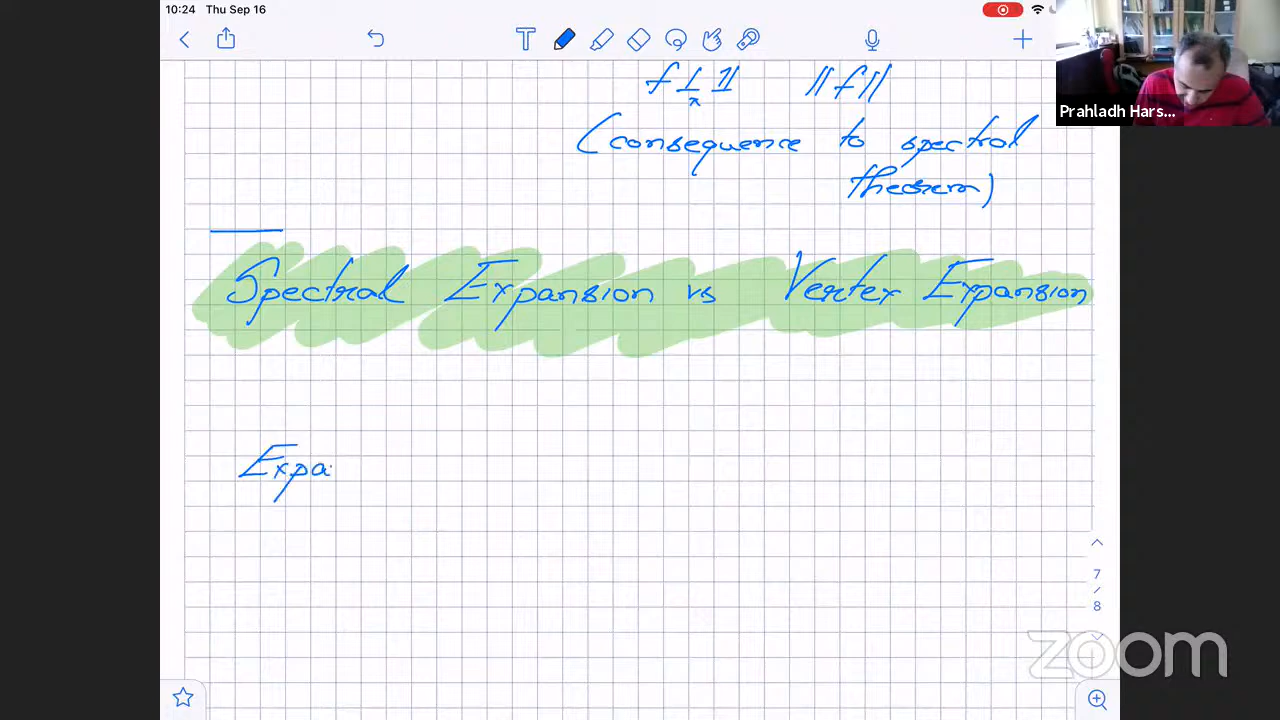 10:24 Thu Sep 16
T
f ⊥ 𝟙 ||f||
π
(consequence to spectral
theorem)
Prahladh Hars...
Spectral Expansion vs Vertex Expansion
Expa
7
/
8
zoom